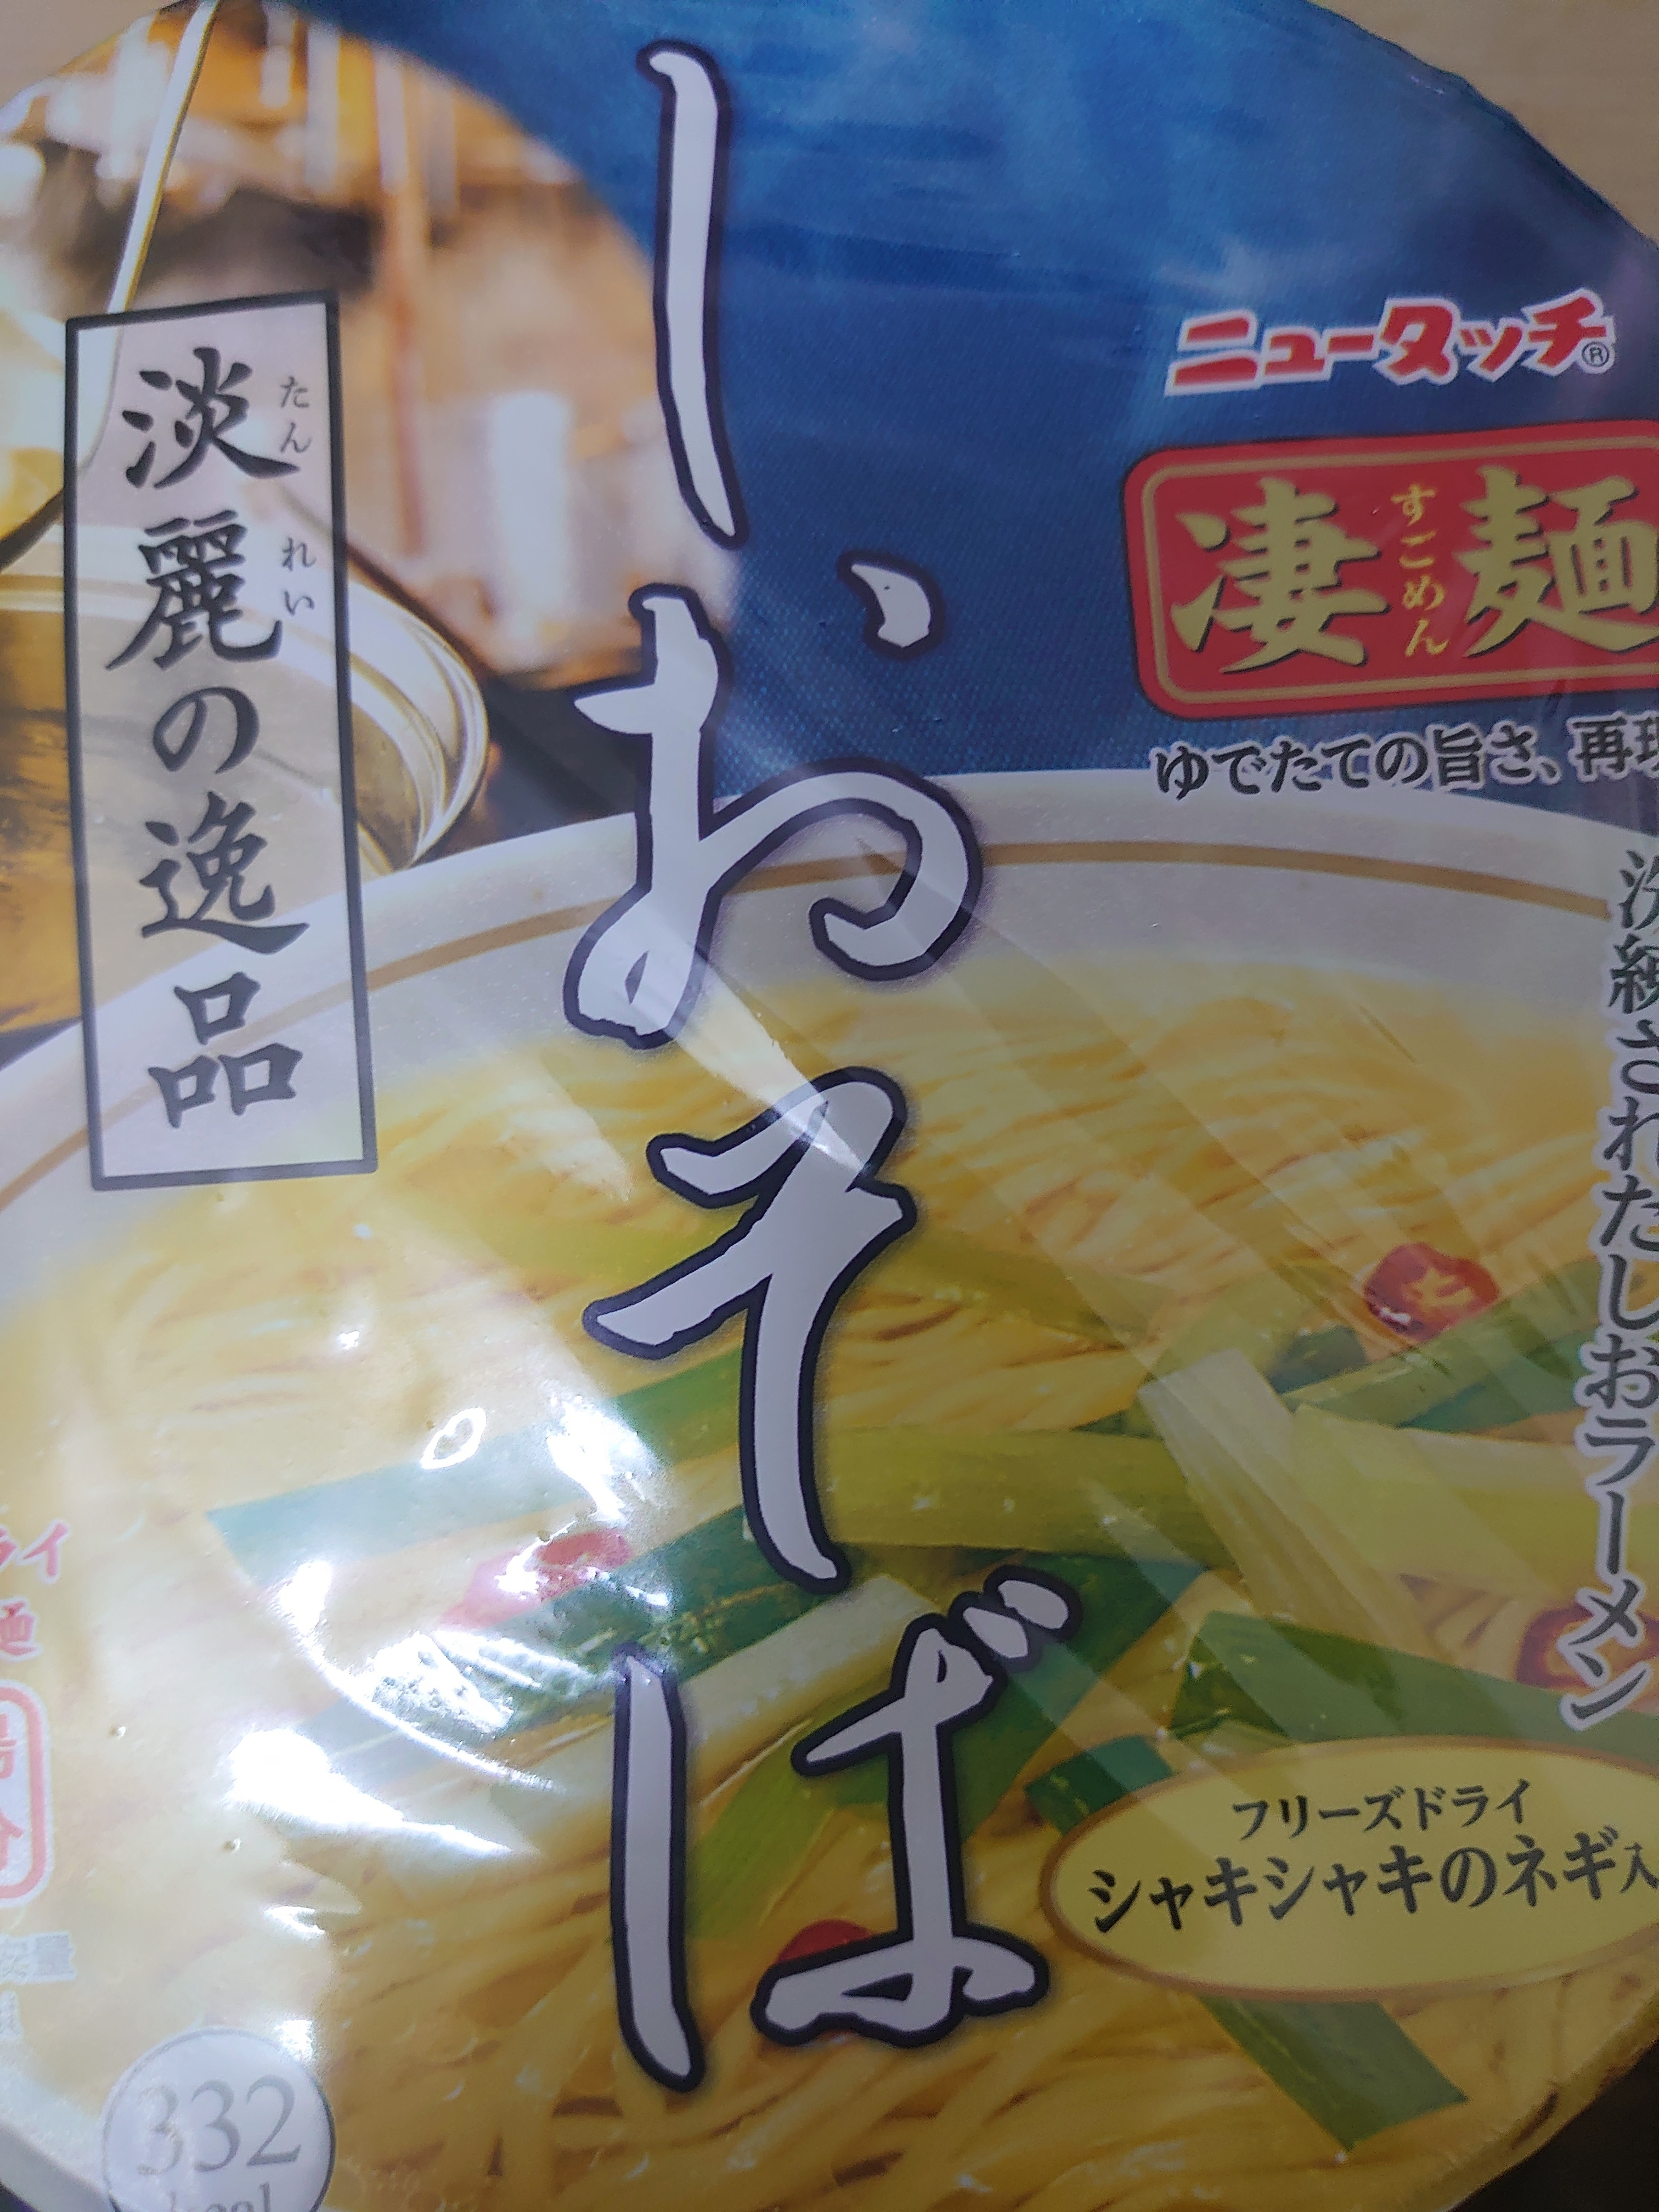 ニュータッチ®
凄麺
すごめん
ゆでたての旨さ、再現
しおそば
淡麗の逸品
たんれい
洗練されたしおラーメン
フリーズドライ
シャキシャキのネギ入
332
kcal